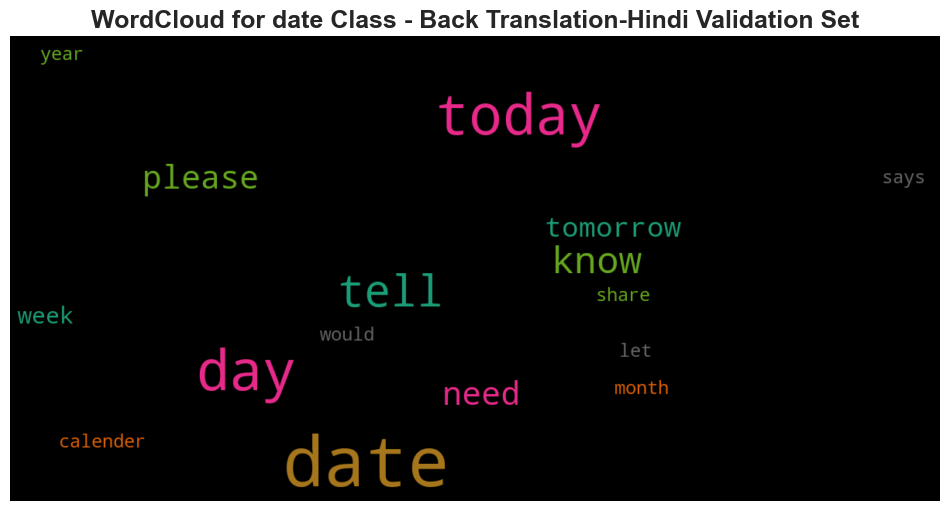 WordCloud for date Class - Back Translation-Hindi Validation Set
year
today
please
says
tomorrow
know
tell
share
week
would
let
day
month
need
calender
date